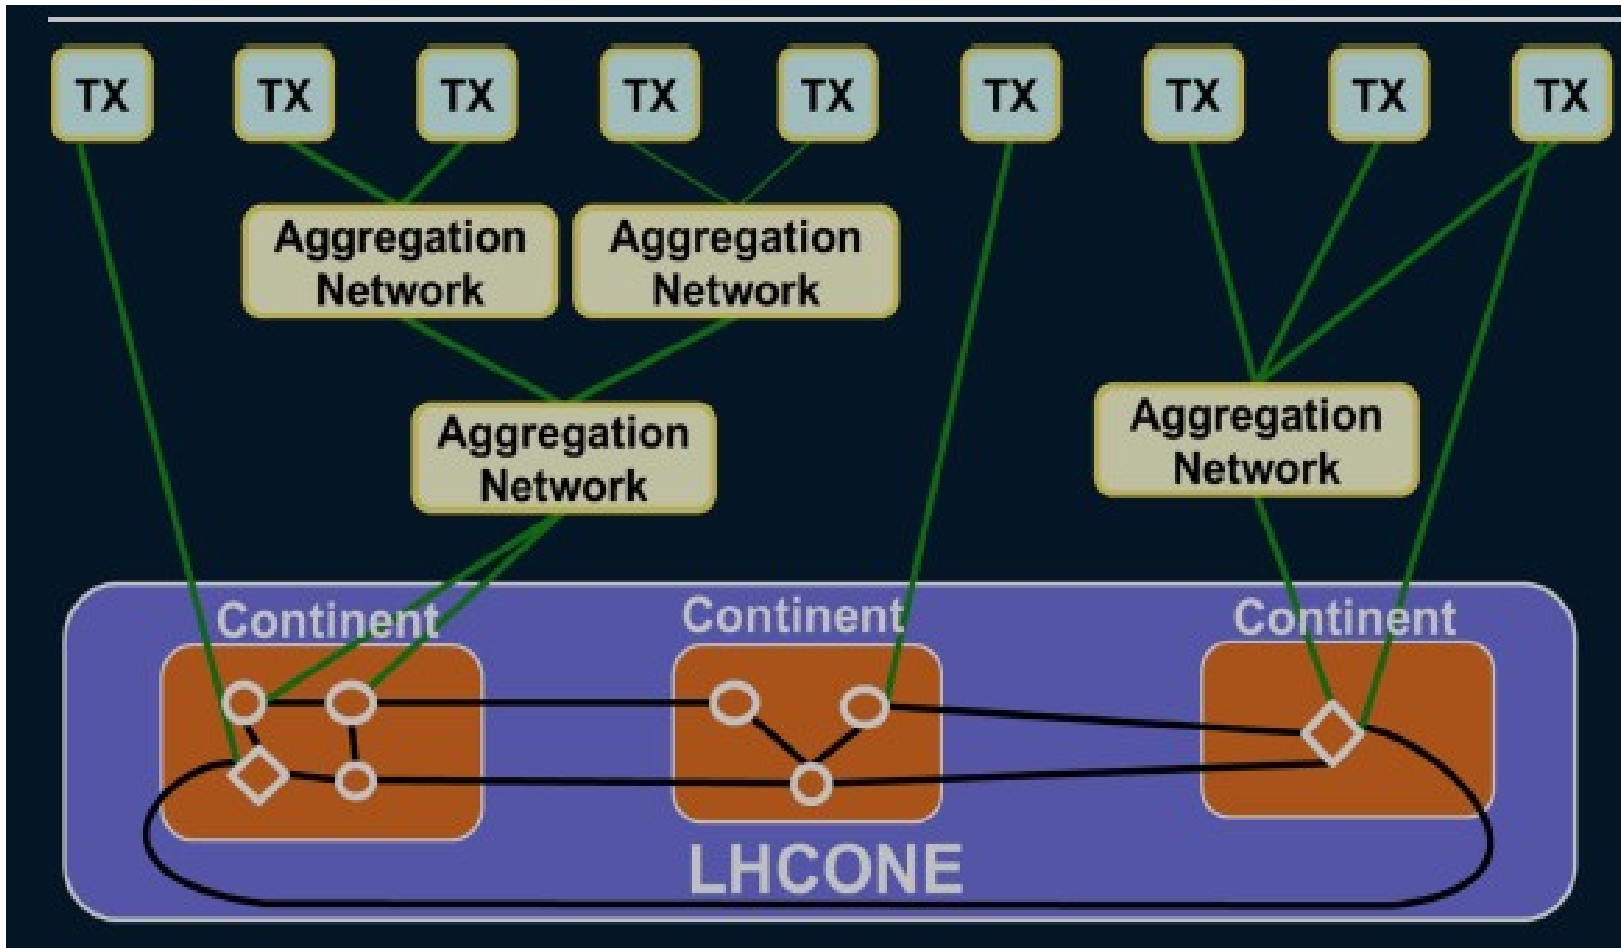 TX TX TX TX TX TX TX TX TX
Aggregation
Network
Aggregation
Network
Aggregation
Network
Aggregation
Network
Continent
Continent
Continent
LHCONE